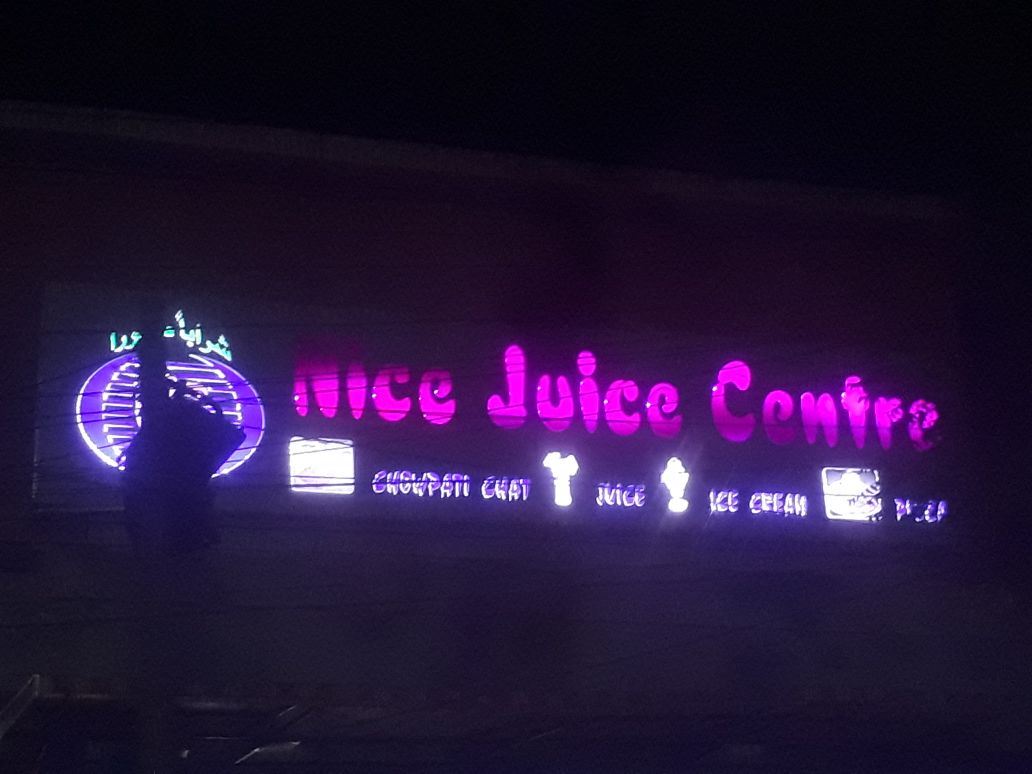 Nice Juice Centre
CHOWPATI CHAT JUICE ICE CREAM PIZZA